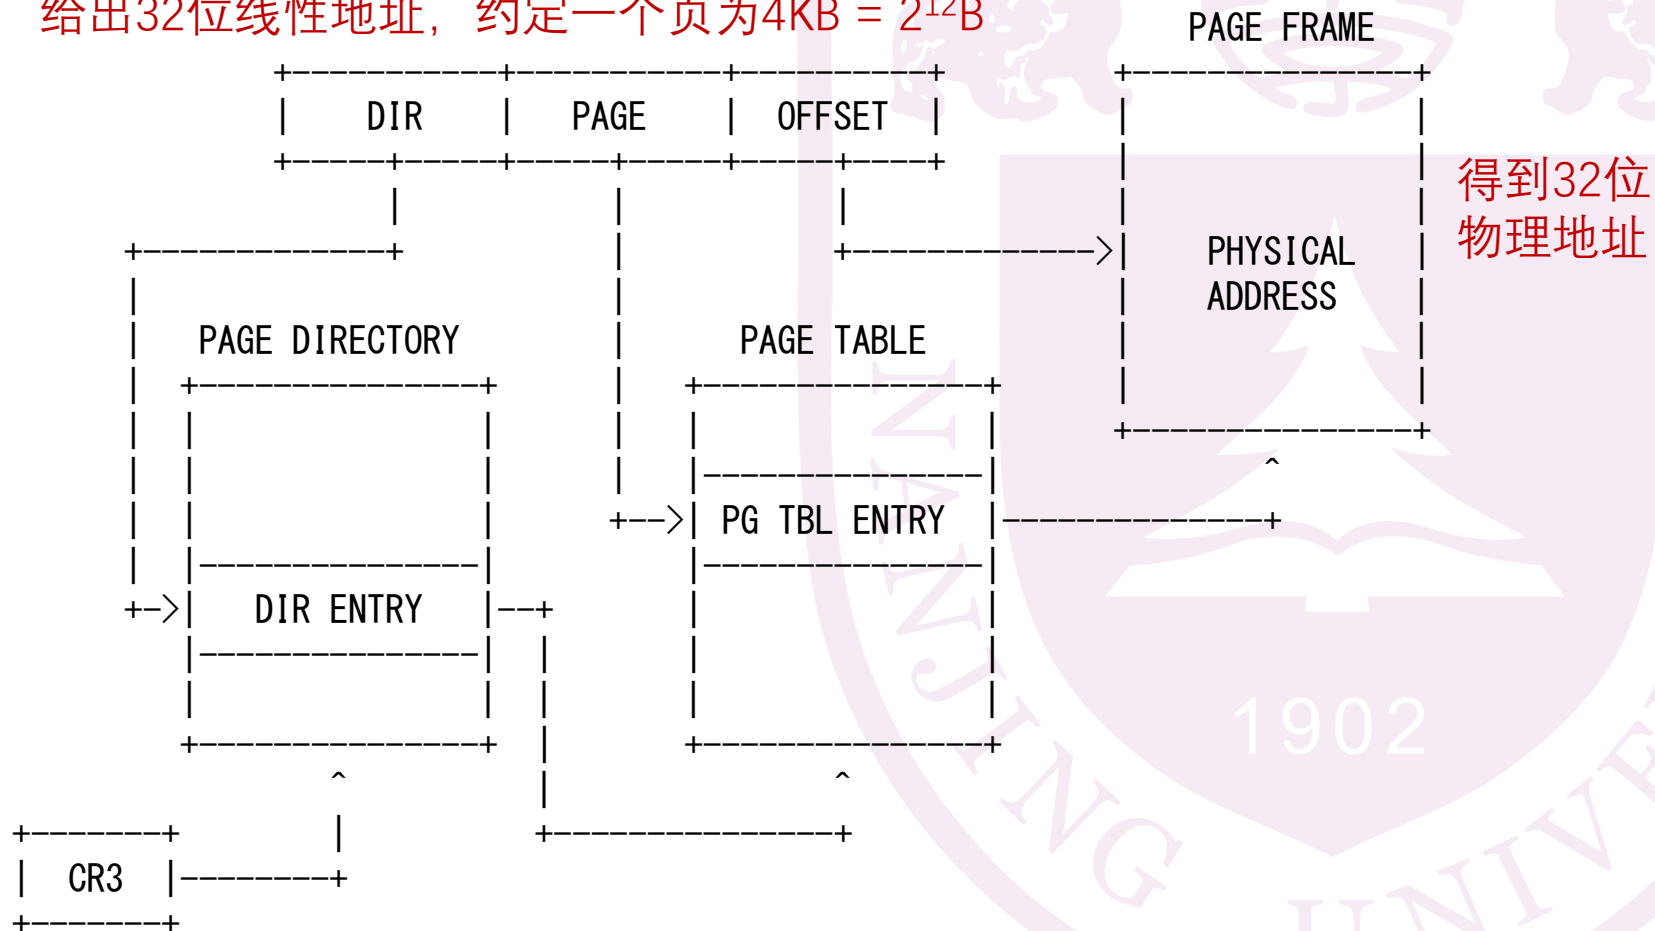 给出32位线性地址，约定一个页为4KB = 2¹²B
PAGE FRAME
DIR
PAGE
OFFSET
得到32位
物理地址
PHYSICAL
ADDRESS
PAGE DIRECTORY
PAGE TABLE
PG TBL ENTRY
DIR ENTRY
CR3
NANJING UNIVE
1902